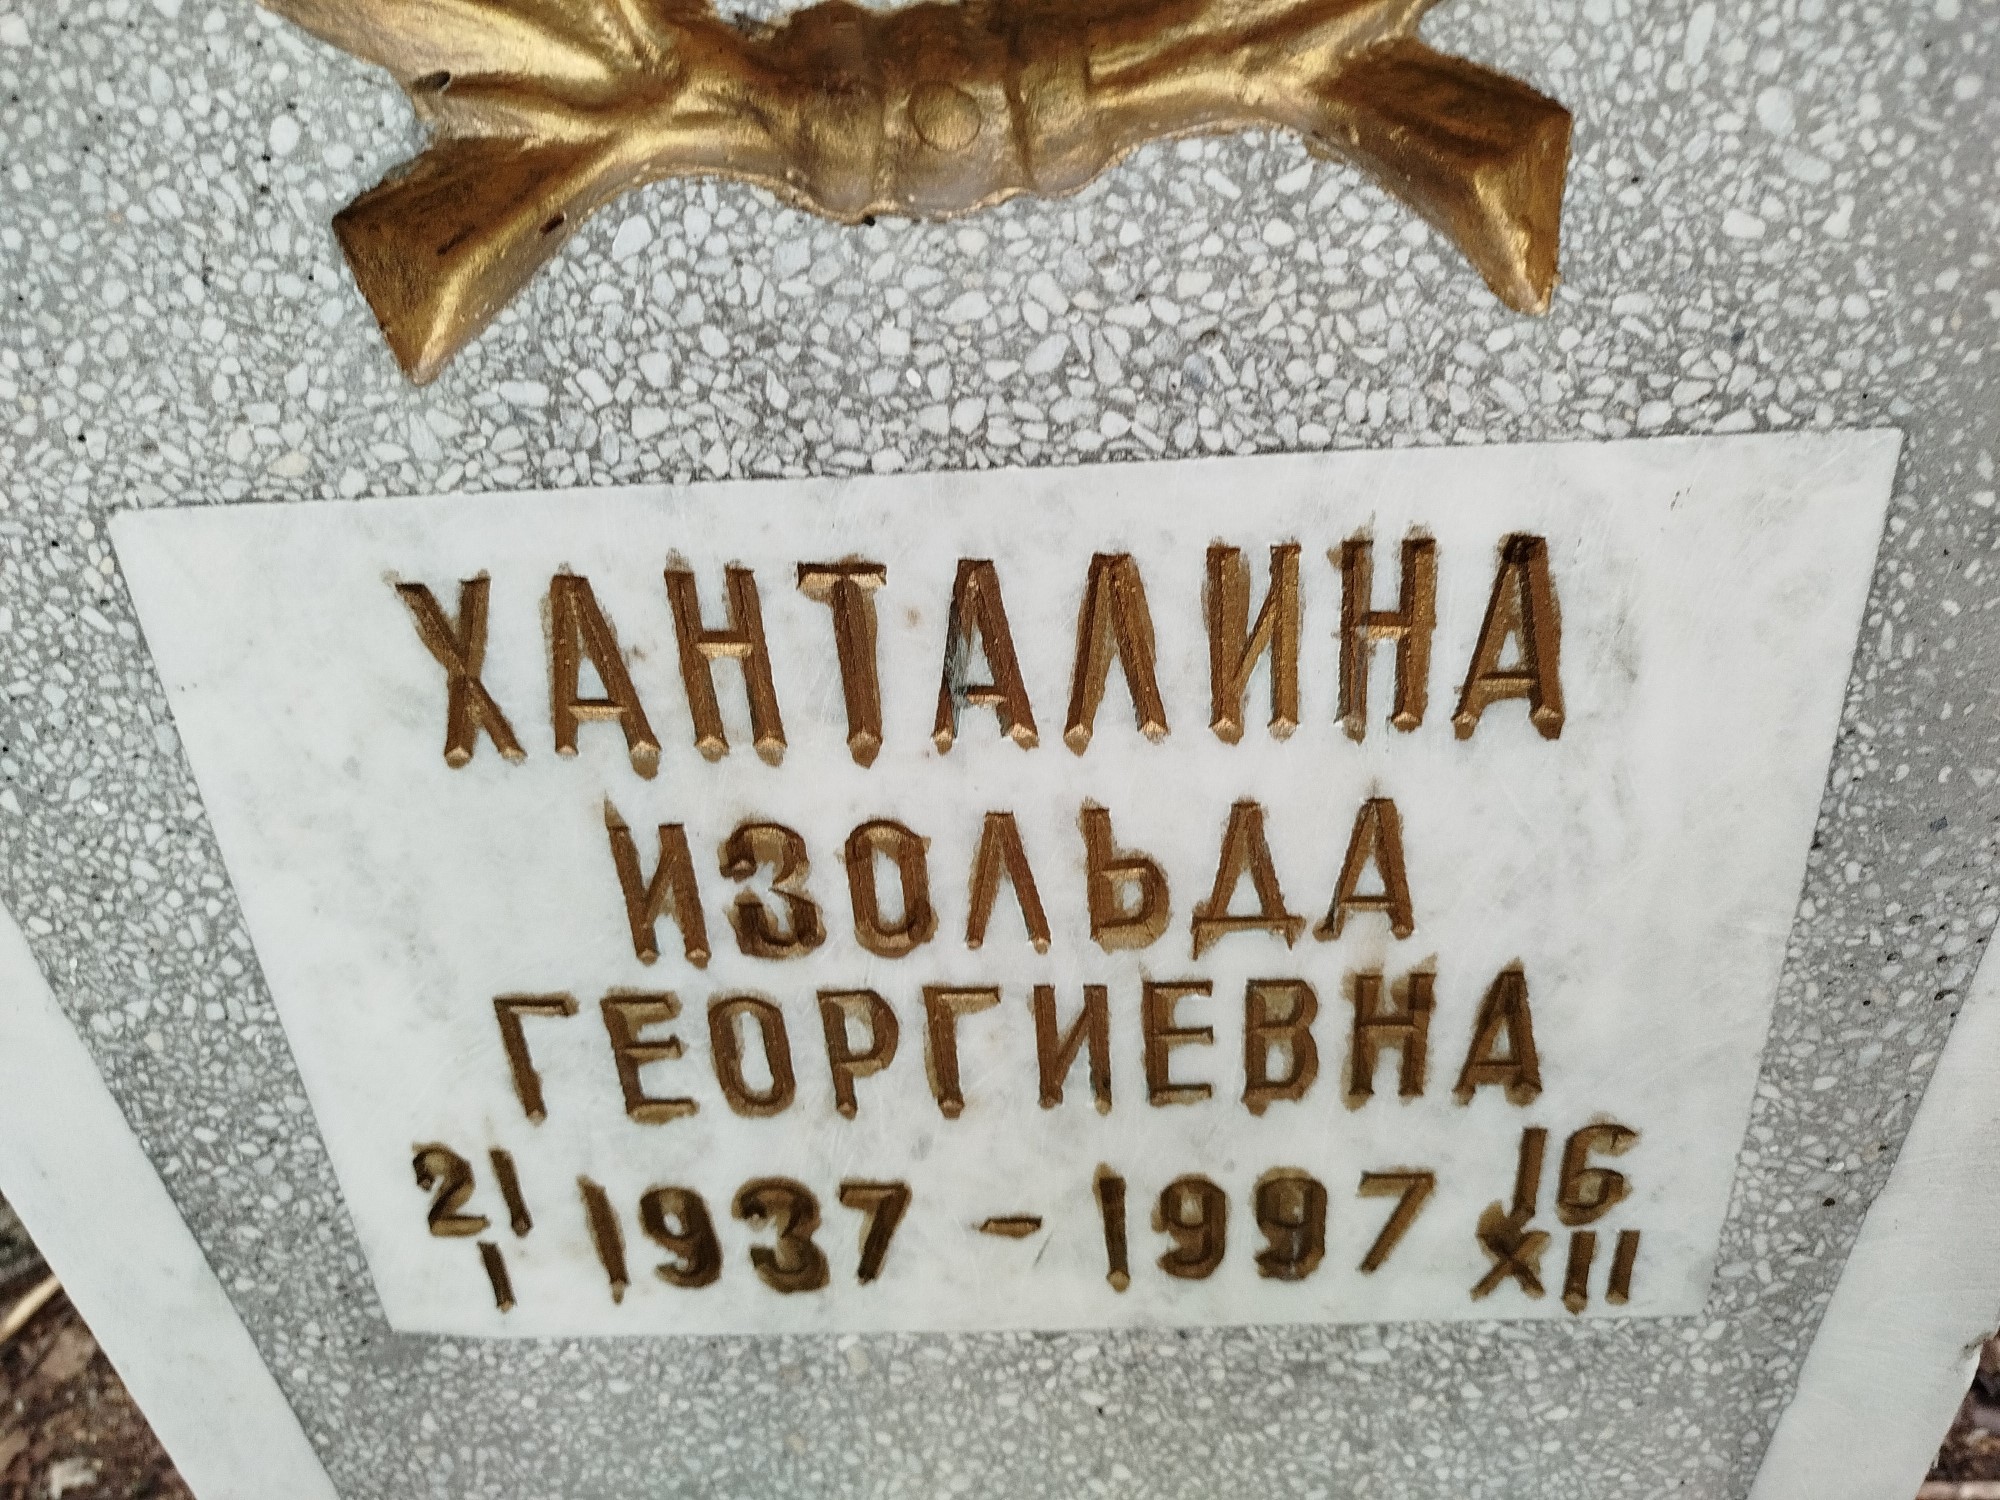 ХАНТАЛИНА
ИЗОЛЬДА
ГЕОРГИЕВНА
21/I 1937 - 1997 16/XII